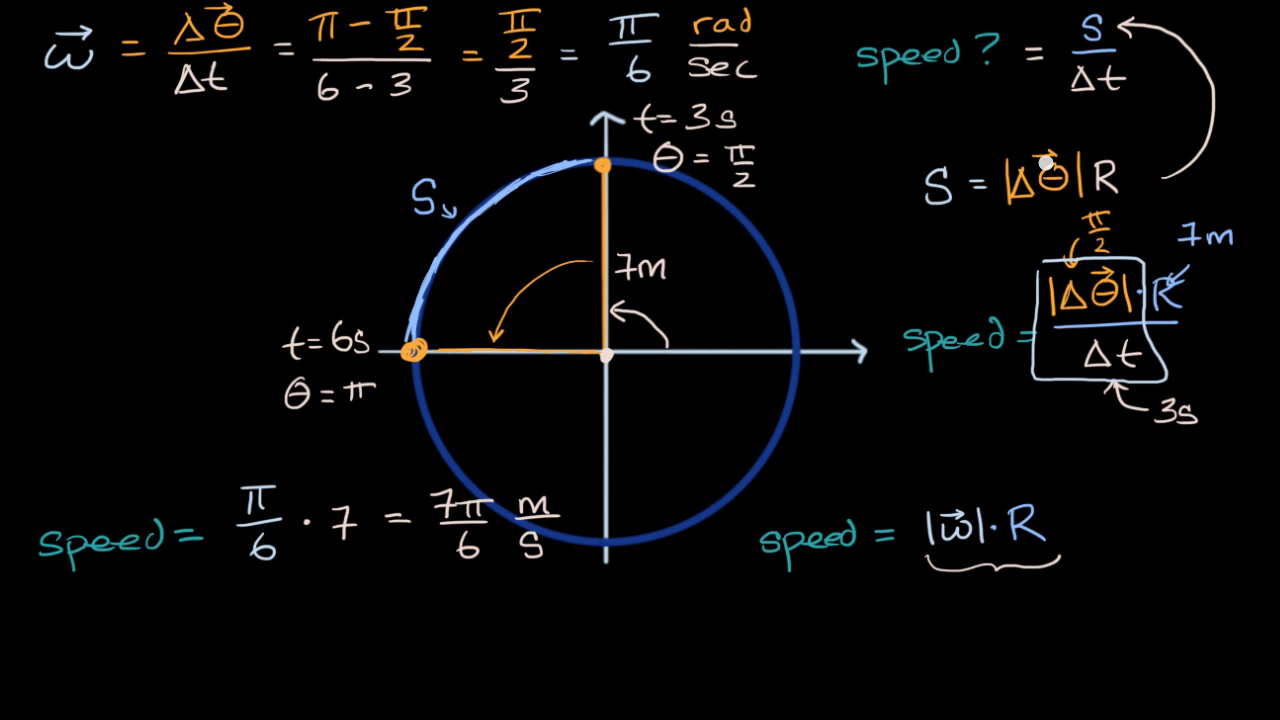 ω⃗ = Δθ⃗/Δt = (π − π/2)/(6 − 3) = (π/2)/3 = π/6 rad/sec
speed? = S/Δt
t = 3s
θ = π/2
S = |Δθ⃗| R
S
π/2
7m
7m
speed = |Δθ⃗| · R / Δt
t = 6s
θ = π
3s
speed = π/6 · 7 = 7π/6 m/s
speed = |ω⃗| · R